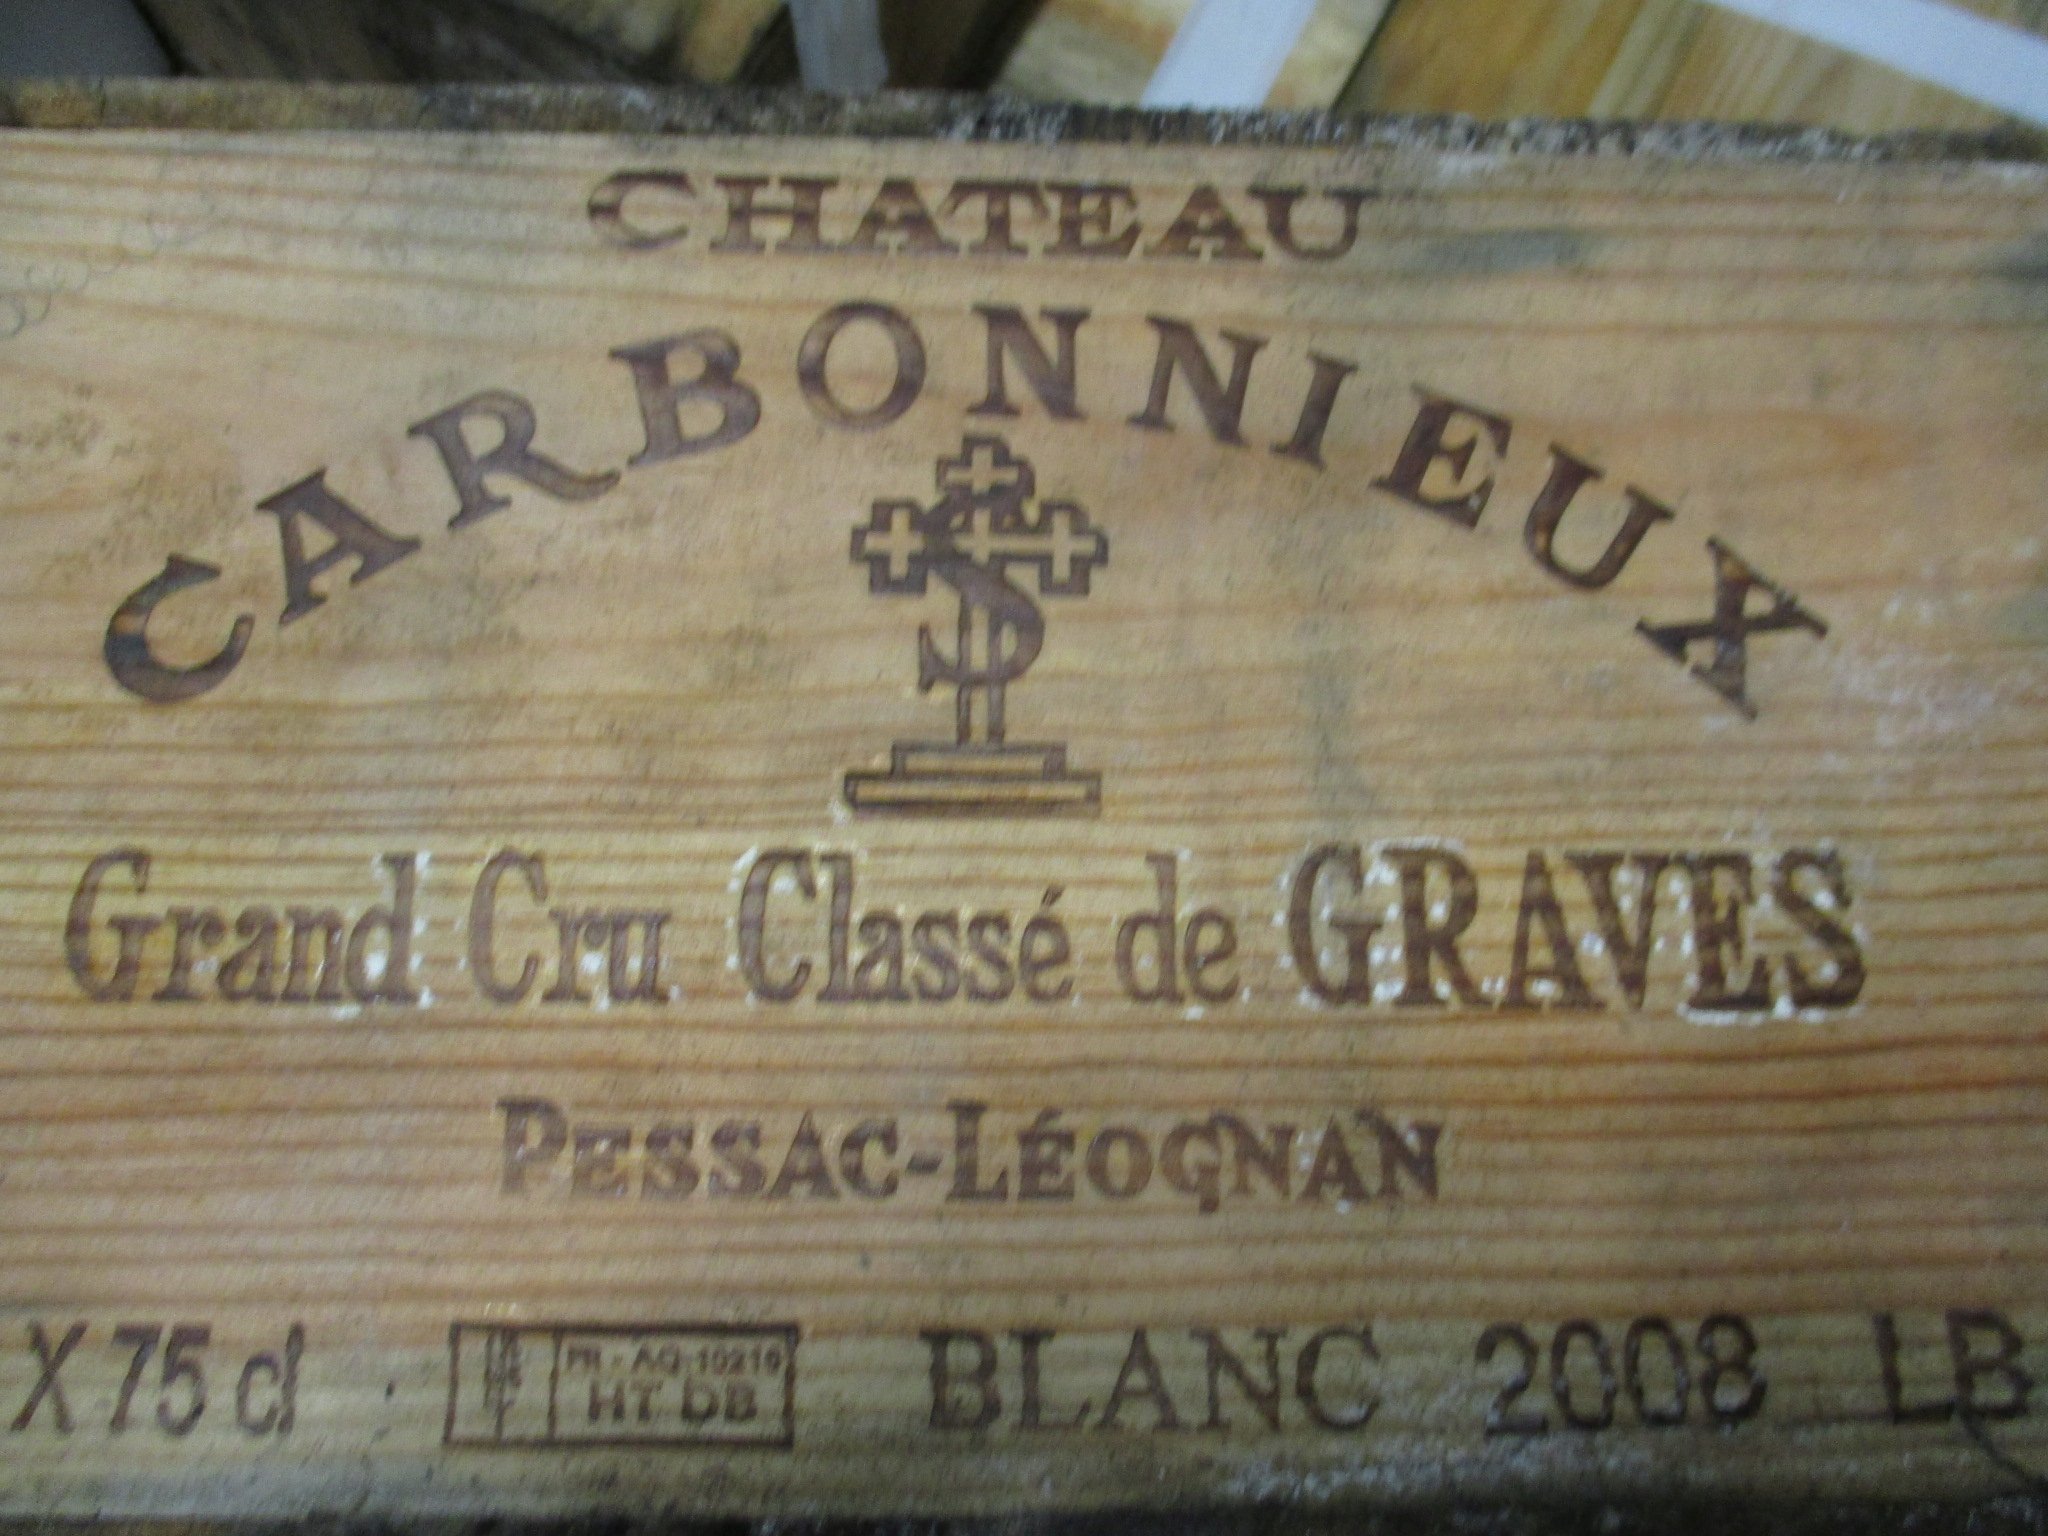 CHATEAU
CARBONNIEUX
S
Grand Cru Classé de GRAVES
PESSAC-LÉOGNAN
X 75 cl
FR - AQ-10219
HT DB
BLANC 2008 LB